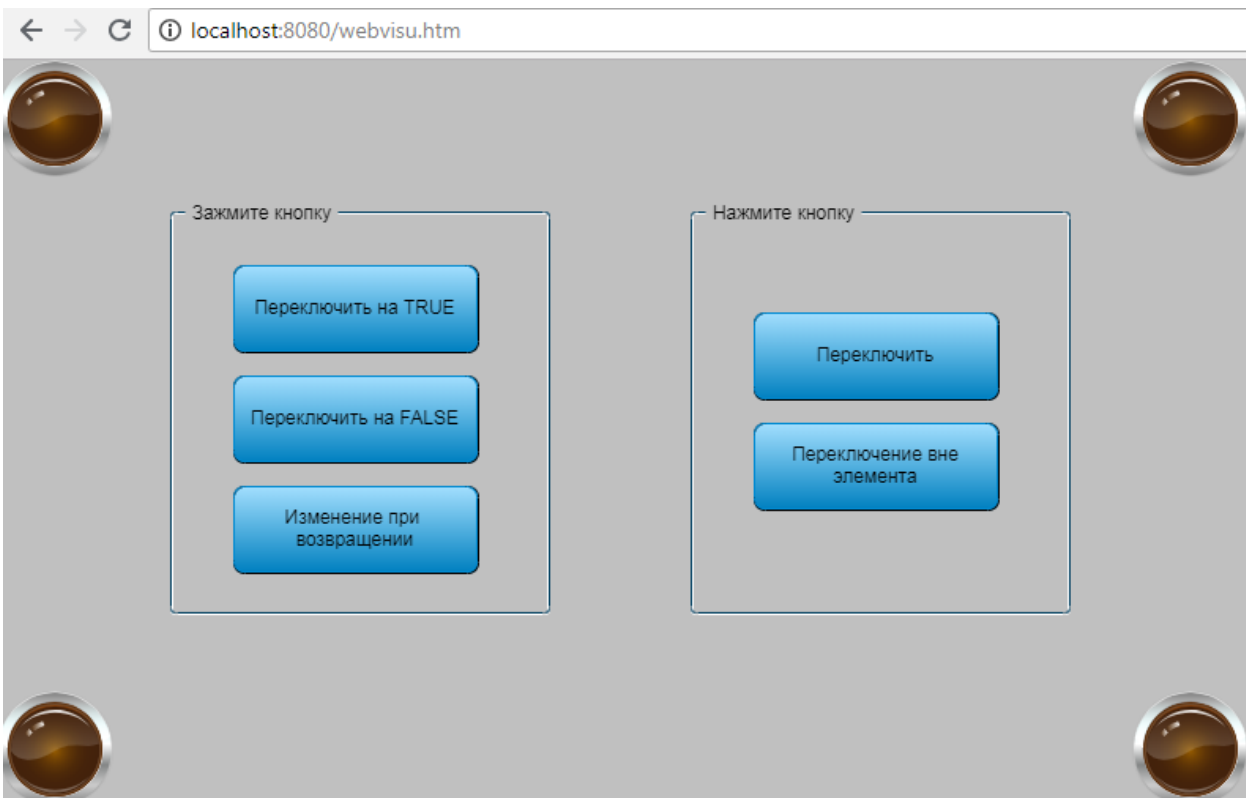 localhost:8080/webvisu.htm
Зажмите кнопку
Переключить на TRUE
Переключить на FALSE
Изменение при
возвращении
Нажмите кнопку
Переключить
Переключение вне
элемента